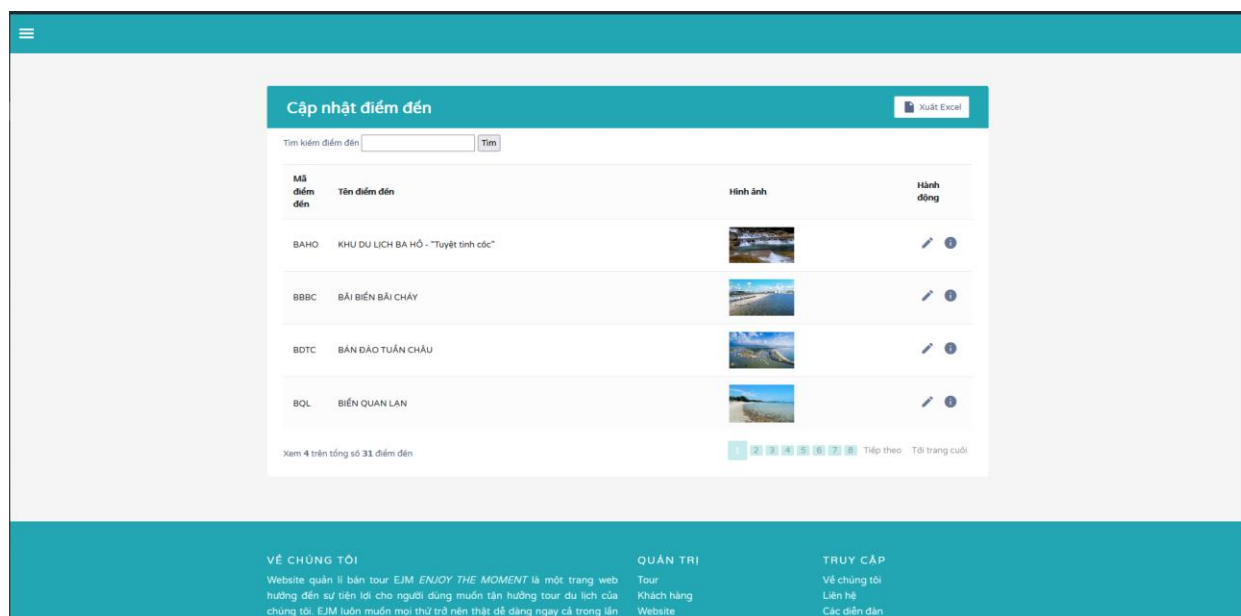 Cập nhật điểm đến
Xuất Excel
Tìm kiếm điểm đến
Tìm
Mã điểm đến
Tên điểm đến
Hình ảnh
Hành động
BAHO KHU DU LỊCH BA HỒ - "Tuyệt tình cốc"
BBBC BÃI BIỂN BÃI CHÁY
BDTC BÁN ĐẢO TUẦN CHÂU
BQL BIỂN QUAN LẠN
Xem 4 trên tổng số 31 điểm đến
1 2 3 4 5 6 7 8 Tiếp theo Tới trang cuối
VỀ CHÚNG TÔI
Website quản lí bán tour EJM ENJOY THE MOMENT là một trang web
hướng đến sự tiện lợi cho người dùng muốn tận hưởng tour du lịch của
chúng tôi. EJM luôn muốn mọi thứ trở nên thật dễ dàng ngay cả trong lần
QUẢN TRỊ
Tour
Khách hàng
Website
TRUY CẬP
Về chúng tôi
Liên hệ
Các diễn đàn